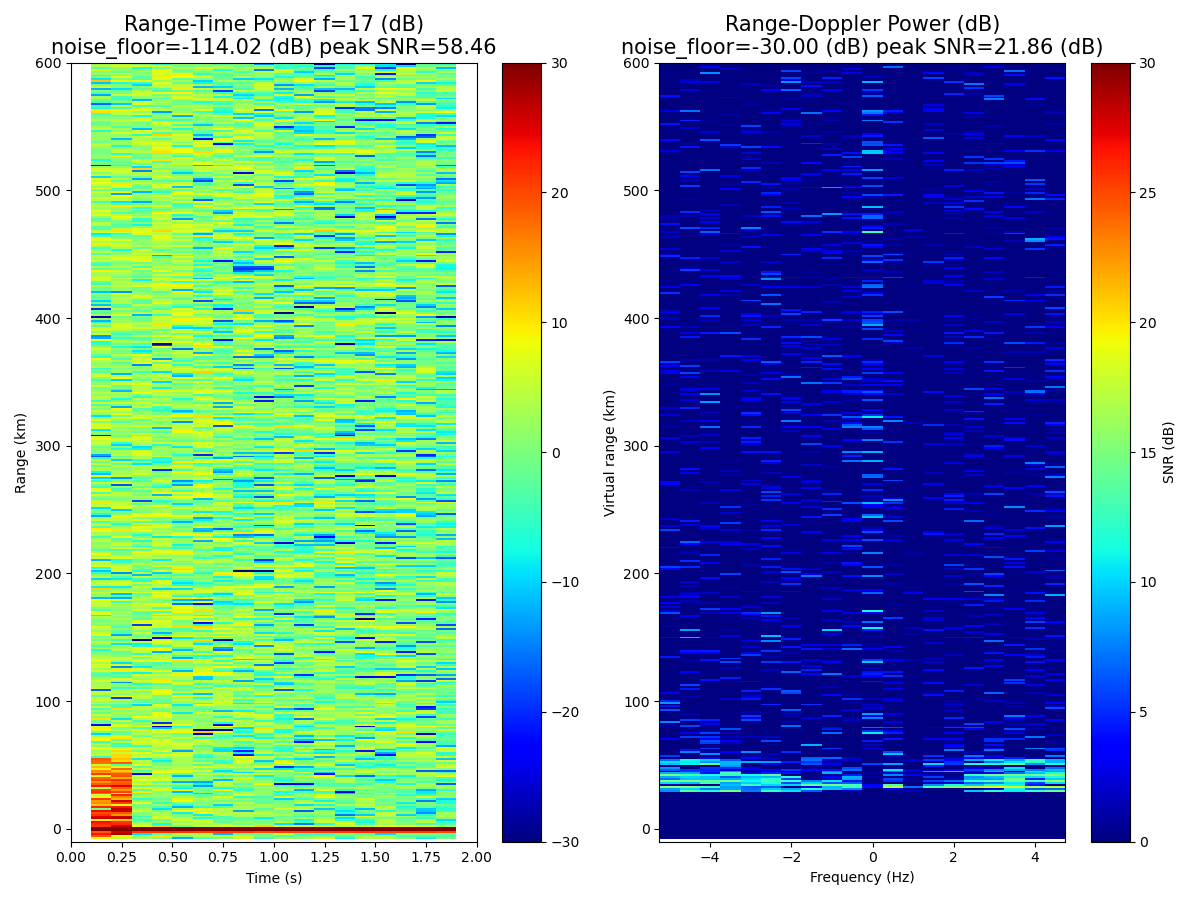 Range-Time Power f=17 (dB)
noise_floor=-114.02 (dB) peak SNR=58.46
600
500
400
300
200
100
0
Range (km)
0.00 0.25 0.50 0.75 1.00 1.25 1.50 1.75 2.00
Time (s)
30
20
10
0
−10
−20
−30
Range-Doppler Power (dB)
noise_floor=-30.00 (dB) peak SNR=21.86 (dB)
600
500
400
300
200
100
0
Virtual range (km)
−4 −2 0 2 4
Frequency (Hz)
30
25
20
15
10
5
0
SNR (dB)